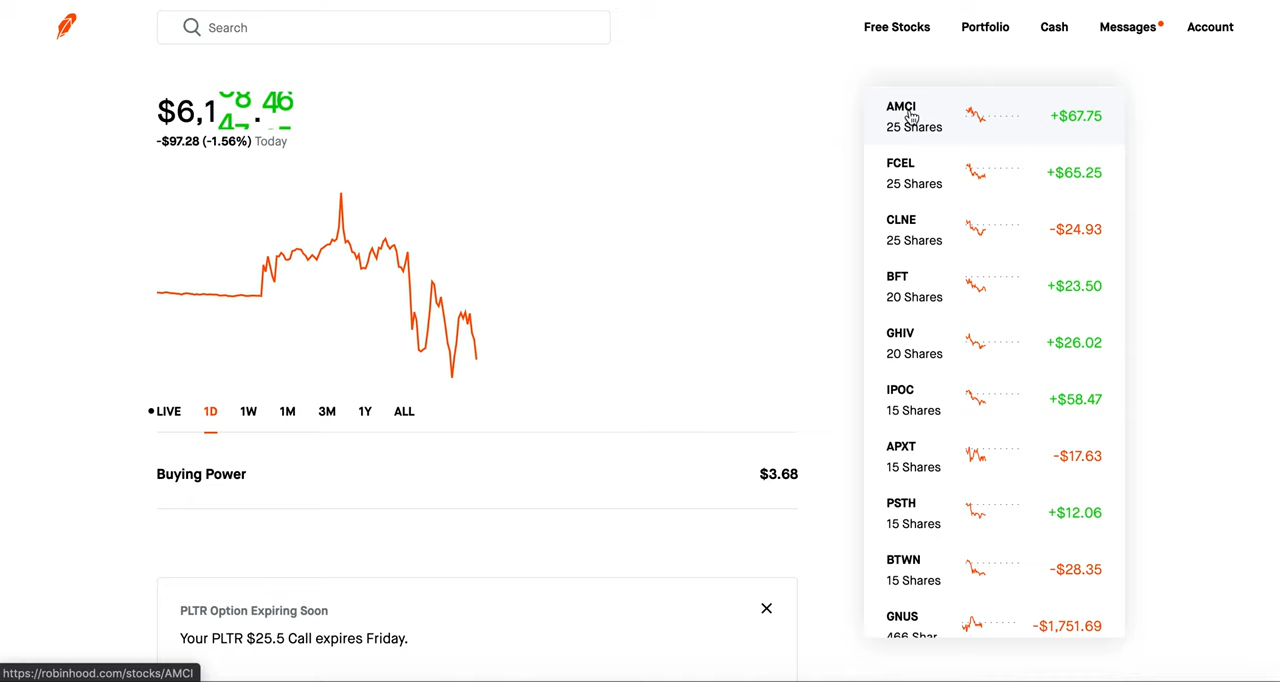 Search
Free Stocks
Portfolio
Cash
Messages
Account
$6,1
-$97.28 (-1.56%) Today
LIVE
1D
1W
1M
3M
1Y
ALL
Buying Power
$3.68
PLTR Option Expiring Soon
Your PLTR $25.5 Call expires Friday.
AMCI
25 Shares
+$67.75
FCEL
25 Shares
+$65.25
CLNE
25 Shares
-$24.93
BFT
20 Shares
+$23.50
GHIV
20 Shares
+$26.02
IPOC
15 Shares
+$58.47
APXT
15 Shares
-$17.63
PSTH
15 Shares
+$12.06
BTWN
15 Shares
-$28.35
GNUS
466 Shar
-$1,751.69
https://robinhood.com/stocks/AMCI